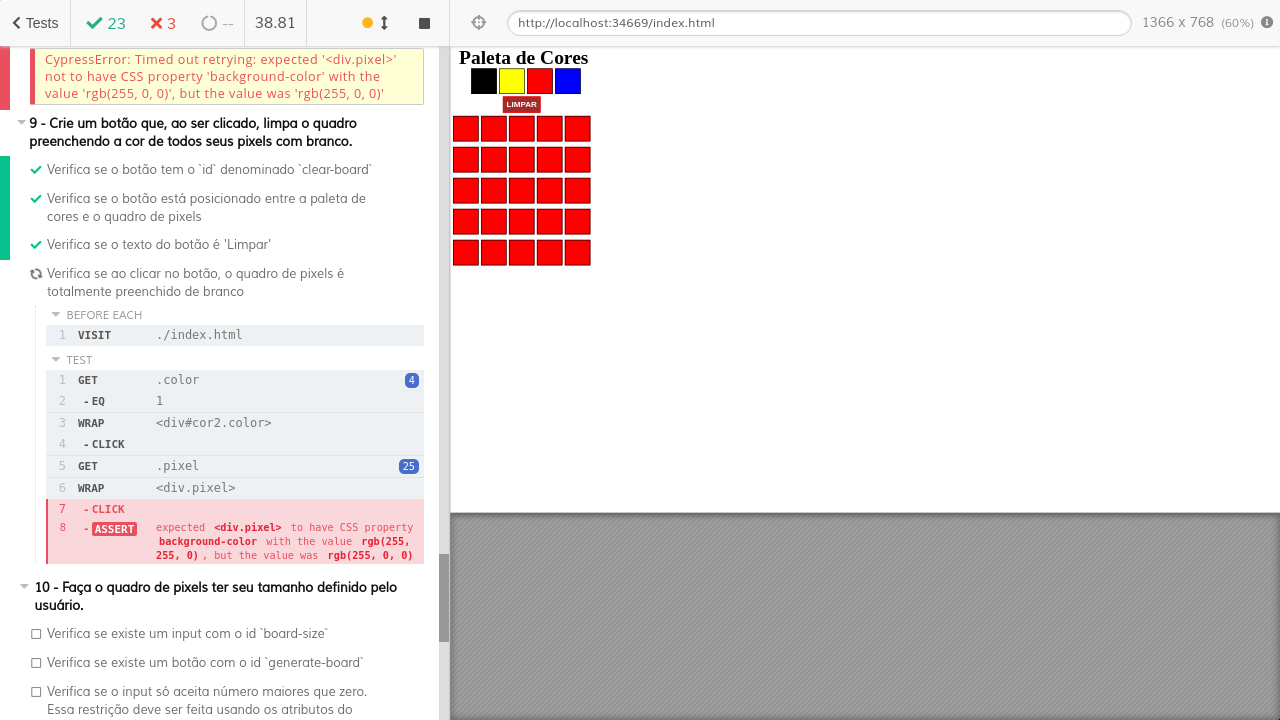 Tests
23
3
--
38.81
http://localhost:34669/index.html
1366 x 768 (60%)
CypressError: Timed out retrying: expected '<div.pixel>'
not to have CSS property 'background-color' with the
value 'rgb(255, 0, 0)', but the value was 'rgb(255, 0, 0)'
9 - Crie um botão que, ao ser clicado, limpa o quadro
preenchendo a cor de todos seus pixels com branco.
Verifica se o botão tem o `id` denominado `clear-board`
Verifica se o botão está posicionado entre a paleta de
cores e o quadro de pixels
Verifica se o texto do botão é 'Limpar'
Verifica se ao clicar no botão, o quadro de pixels é
totalmente preenchido de branco
BEFORE EACH
1 VISIT ./index.html
TEST
1 GET .color 4
2 - EQ 1
3 WRAP <div#cor2.color>
4 - CLICK
5 GET .pixel 25
6 WRAP <div.pixel>
7 - CLICK
8 - ASSERT expected <div.pixel> to have CSS property
background-color with the value rgb(255,
255, 0) , but the value was rgb(255, 0, 0)
10 - Faça o quadro de pixels ter seu tamanho definido pelo
usuário.
Verifica se existe um input com o id `board-size`
Verifica se existe um botão com o id `generate-board`
Verifica se o input só aceita número maiores que zero.
Essa restrição deve ser feita usando os atributos do
Paleta de Cores
LIMPAR